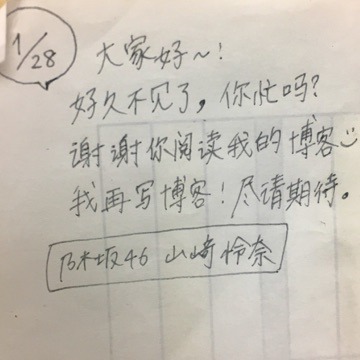 1/28
大家好~!
好久不见了，你忙吗?
谢谢你阅读我的博客
我再写博客!尽请期待。
乃木坂46 山崎怜奈